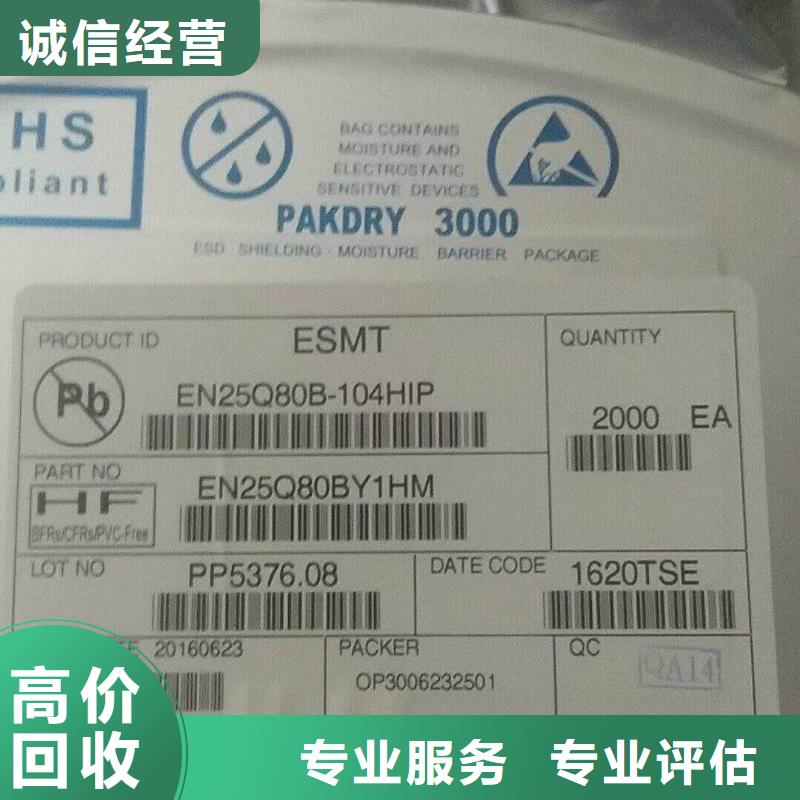 诚信经营
HS
pliant
BAG CONTAINS
MOISTURE AND
ELECTROSTATIC
SENSITIVE DEVICES
PAKDRY 3000
ESD SHIELDING - MOISTURE BARRIER PACKAGE
PRODUCT ID
ESMT
QUANTITY
Pb
EN25Q80B-104HIP
2000 EA
PART NO
HF
BFRs/CFRs/PVC-Free
EN25Q80BY1HM
LOT NO
PP5376.08
DATE CODE
1620TSE
20160623
PACKER
OP3006232501
QC
QA14
高价
回收
专业服务 专业评估